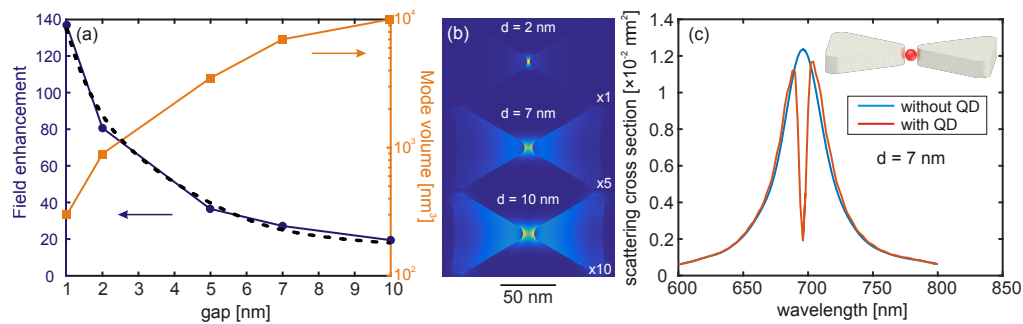 (a)
Field enhancement
140
120
100
80
60
40
20
0
1
2
3
4
5
6
7
8
9
10
gap [nm]
10⁴
10³
10²
Mode volume [nm³]
(b)
d = 2 nm
x1
d = 7 nm
x5
d = 10 nm
x10
50 nm
(c)
scattering cross section [×10⁻² nm²]
1.4
1.2
1
0.8
0.6
0.4
0.2
0
600
650
700
750
800
850
wavelength [nm]
without QD
with QD
d = 7 nm